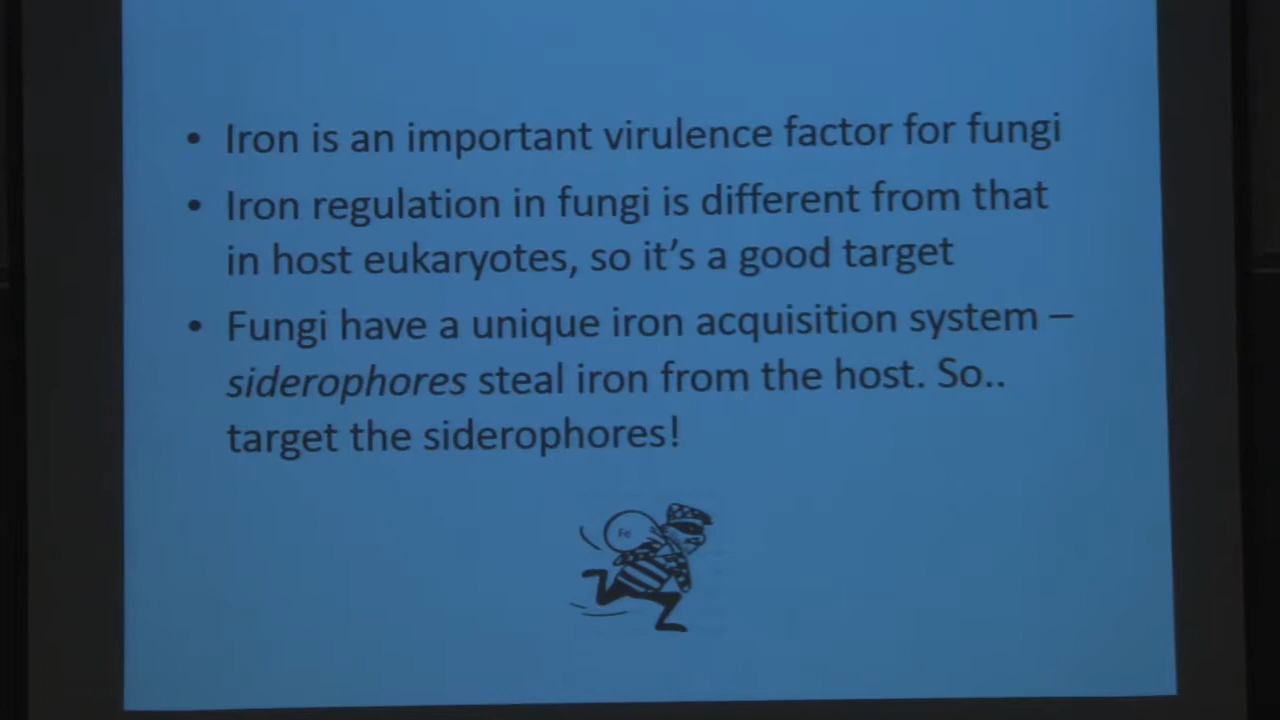 • Iron is an important virulence factor for fungi
• Iron regulation in fungi is different from that
in host eukaryotes, so it's a good target
• Fungi have a unique iron acquisition system –
siderophores steal iron from the host. So..
target the siderophores!
Fe